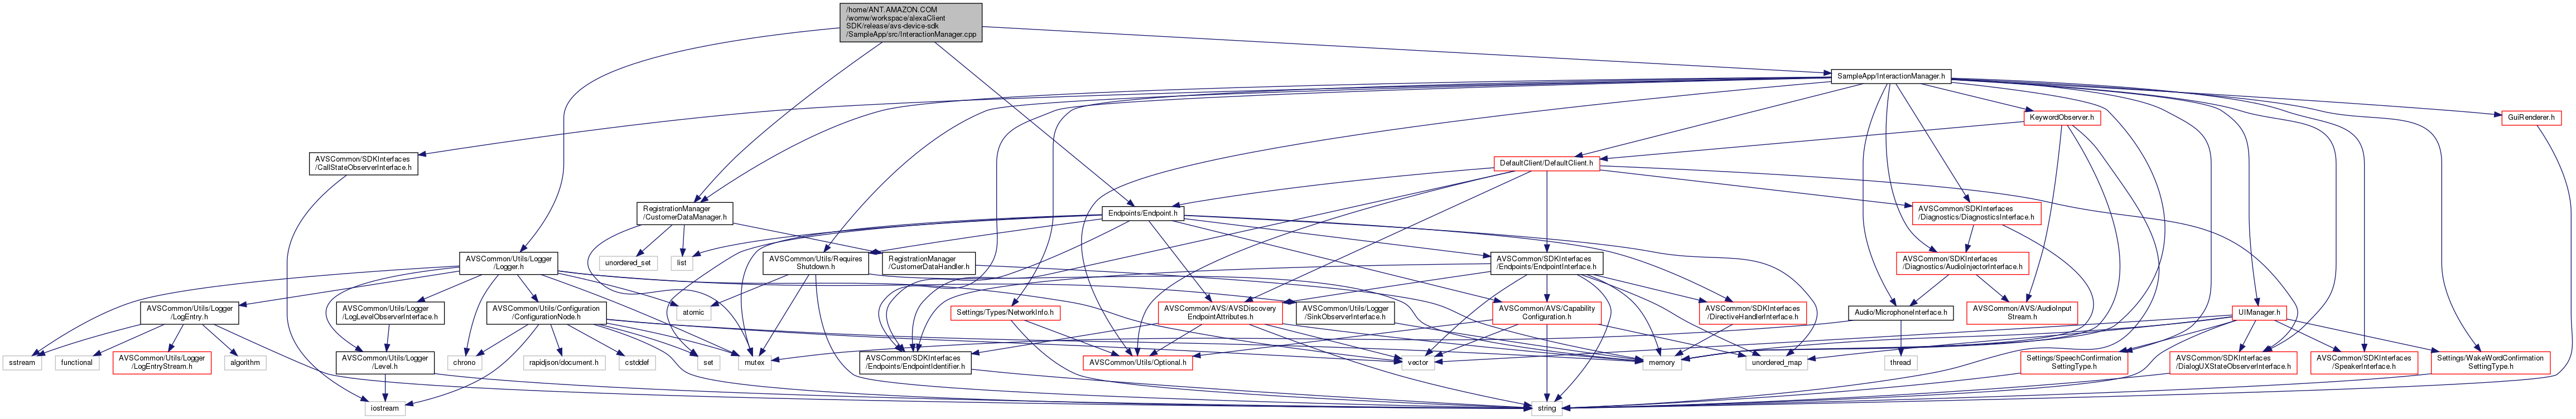 /home/ANT.AMAZON.COM
/womw/workspace/alexaClient
SDK/release/avs-device-sdk
/SampleApp/src/InteractionManager.cpp
SampleApp/InteractionManager.h
KeywordObserver.h
GuiRenderer.h
AVSCommon/SDKInterfaces
/CallStateObserverInterface.h
DefaultClient/DefaultClient.h
RegistrationManager
/CustomerDataManager.h
Endpoints/Endpoint.h
AVSCommon/SDKInterfaces
/Diagnostics/DiagnosticsInterface.h
AVSCommon/Utils/Logger
/Logger.h
unordered_set
list
AVSCommon/Utils/Requires
Shutdown.h
RegistrationManager
/CustomerDataHandler.h
AVSCommon/SDKInterfaces
/Endpoints/EndpointInterface.h
AVSCommon/SDKInterfaces
/Diagnostics/AudioInjectorInterface.h
AVSCommon/Utils/Logger
/LogEntry.h
AVSCommon/Utils/Logger
/LogLevelObserverInterface.h
AVSCommon/Utils/Configuration
/ConfigurationNode.h
atomic
Settings/Types/NetworkInfo.h
AVSCommon/AVS/AVSDiscovery
EndpointAttributes.h
AVSCommon/Utils/Logger
/SinkObserverInterface.h
AVSCommon/AVS/Capability
Configuration.h
AVSCommon/SDKInterfaces
/DirectiveHandlerInterface.h
Audio/MicrophoneInterface.h
AVSCommon/AVS/AudioInput
Stream.h
UIManager.h
sstream
functional
AVSCommon/Utils/Logger
/LogEntryStream.h
algorithm
AVSCommon/Utils/Logger
/Level.h
chrono
rapidjson/document.h
cstddef
set
mutex
AVSCommon/SDKInterfaces
/Endpoints/EndpointIdentifier.h
AVSCommon/Utils/Optional.h
vector
memory
unordered_map
thread
Settings/SpeechConfirmation
SettingType.h
AVSCommon/SDKInterfaces
/DialogUXStateObserverInterface.h
AVSCommon/SDKInterfaces
/SpeakerInterface.h
Settings/WakeWordConfirmation
SettingType.h
iostream
string